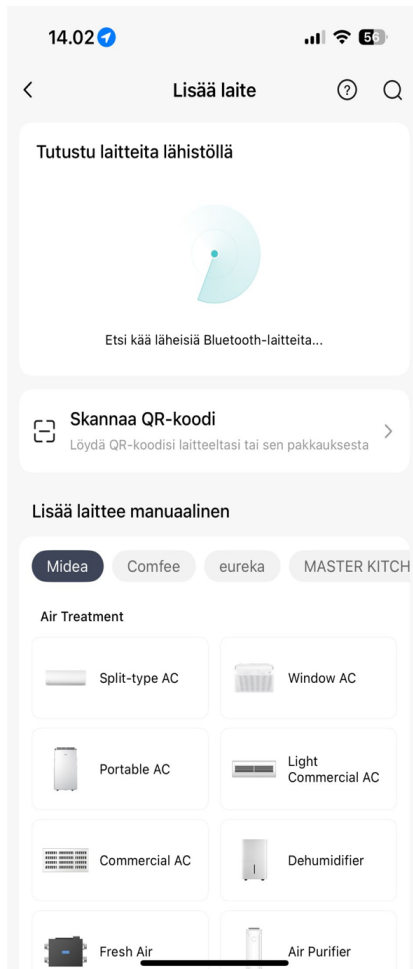 14.02
56
Lisää laite
Tutustu laitteita lähistöllä
Etsi kää läheisiä Bluetooth-laitteita...
Skannaa QR-koodi
Löydä QR-koodisi laitteeltasi tai sen pakkauksesta
Lisää laittee manuaalinen
Midea
Comfee
eureka
MASTER KITCH
Air Treatment
Split-type AC
Window AC
Portable AC
Light
Commercial AC
Commercial AC
Dehumidifier
Fresh Air
Air Purifier